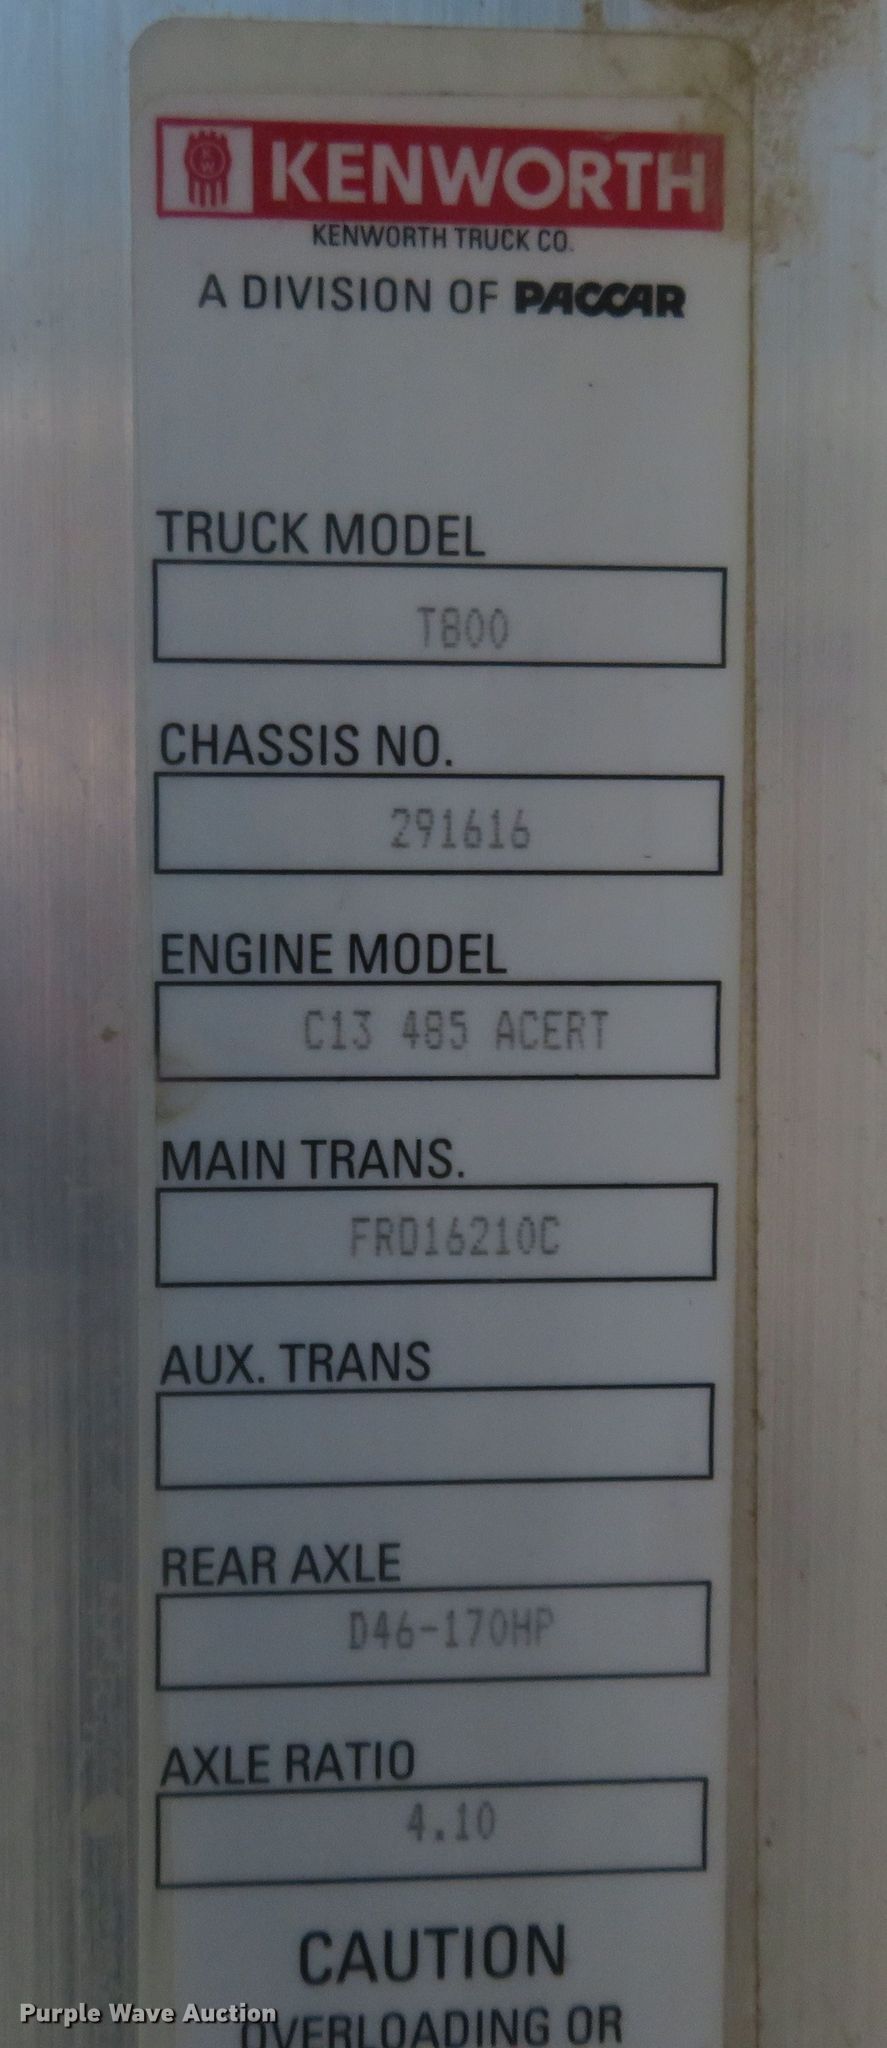 KENWORTH
KENWORTH TRUCK CO.
A DIVISION OF PACCAR
TRUCK MODEL
T800
CHASSIS NO.
291616
ENGINE MODEL
C13 485 ACERT
MAIN TRANS.
FRD16210C
AUX. TRANS
REAR AXLE
D46-170HP
AXLE RATIO
4.10
CAUTION
OVERLOADING OR
Purple Wave Auction